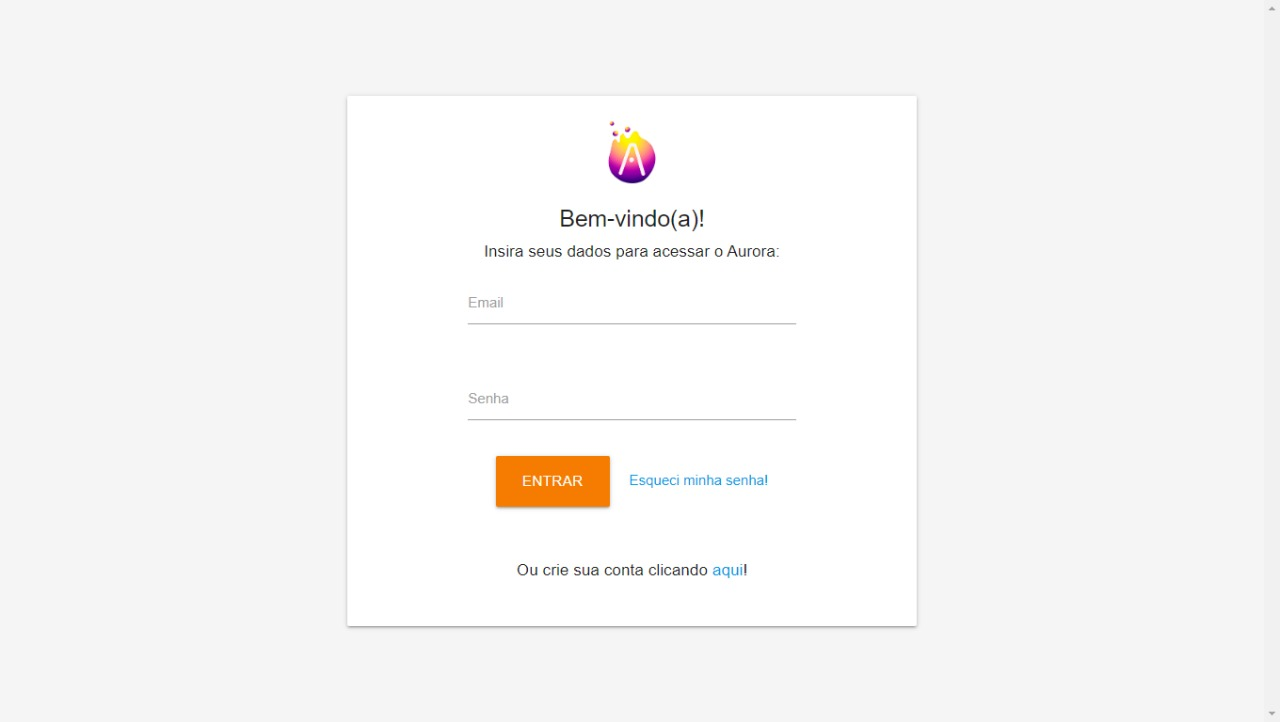 Bem-vindo(a)!
Insira seus dados para acessar o Aurora:
Email
Senha
ENTRAR Esqueci minha senha!
Ou crie sua conta clicando aqui!